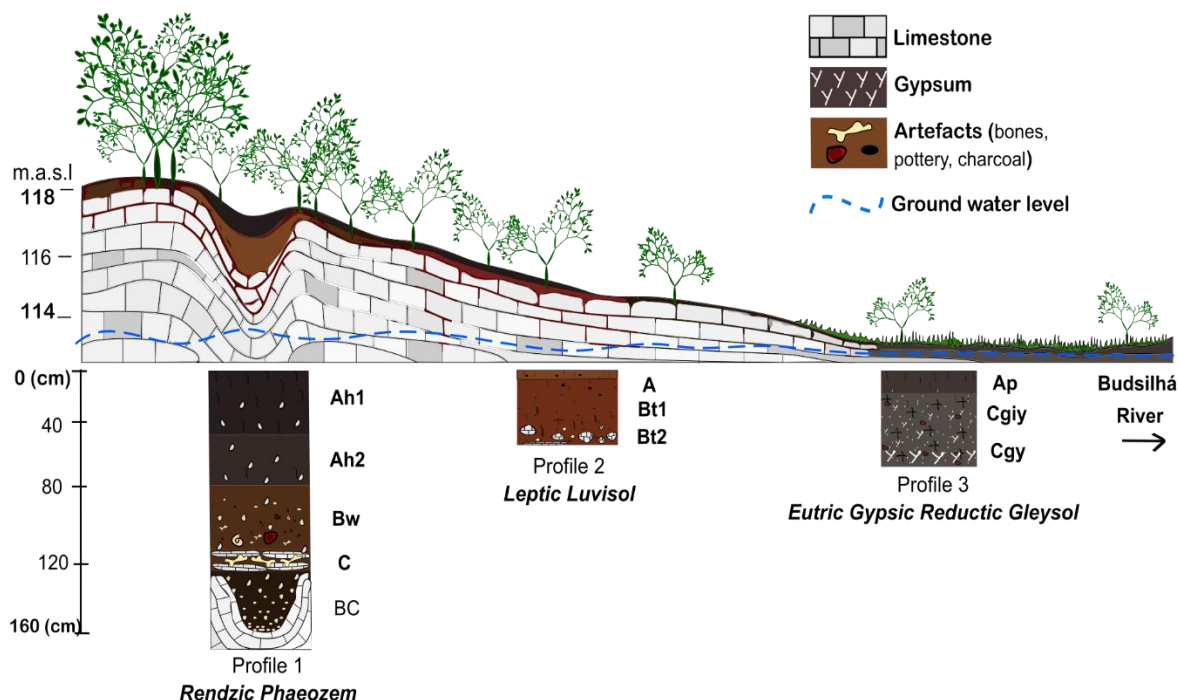 Limestone
Gypsum
Artefacts (bones,
pottery, charcoal)
Ground water level
m.a.s.l
118
116
114
0 (cm)
40
80
120
160 (cm)
Ah1
Ah2
Bw
C
BC
Profile 1
Rendzic Phaeozem
A
Bt1
Bt2
Profile 2
Leptic Luvisol
Ap
Cgiy
Cgy
Profile 3
Eutric Gypsic Reductic Gleysol
Budsilhá
River